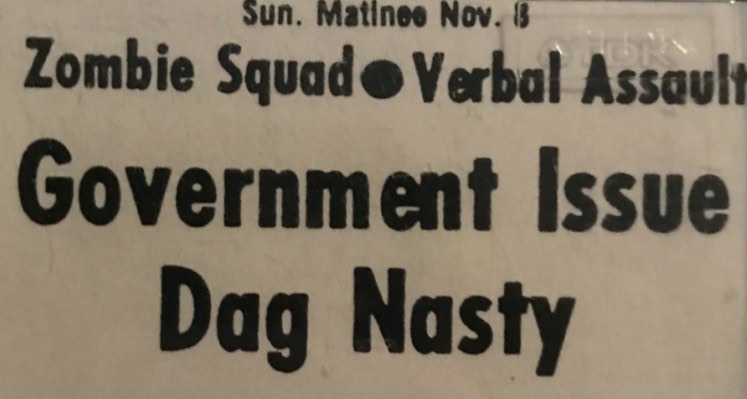 Sun. Matinee Nov. 8
Zombie Squad●Verbal Assault
Government Issue
Dag Nasty